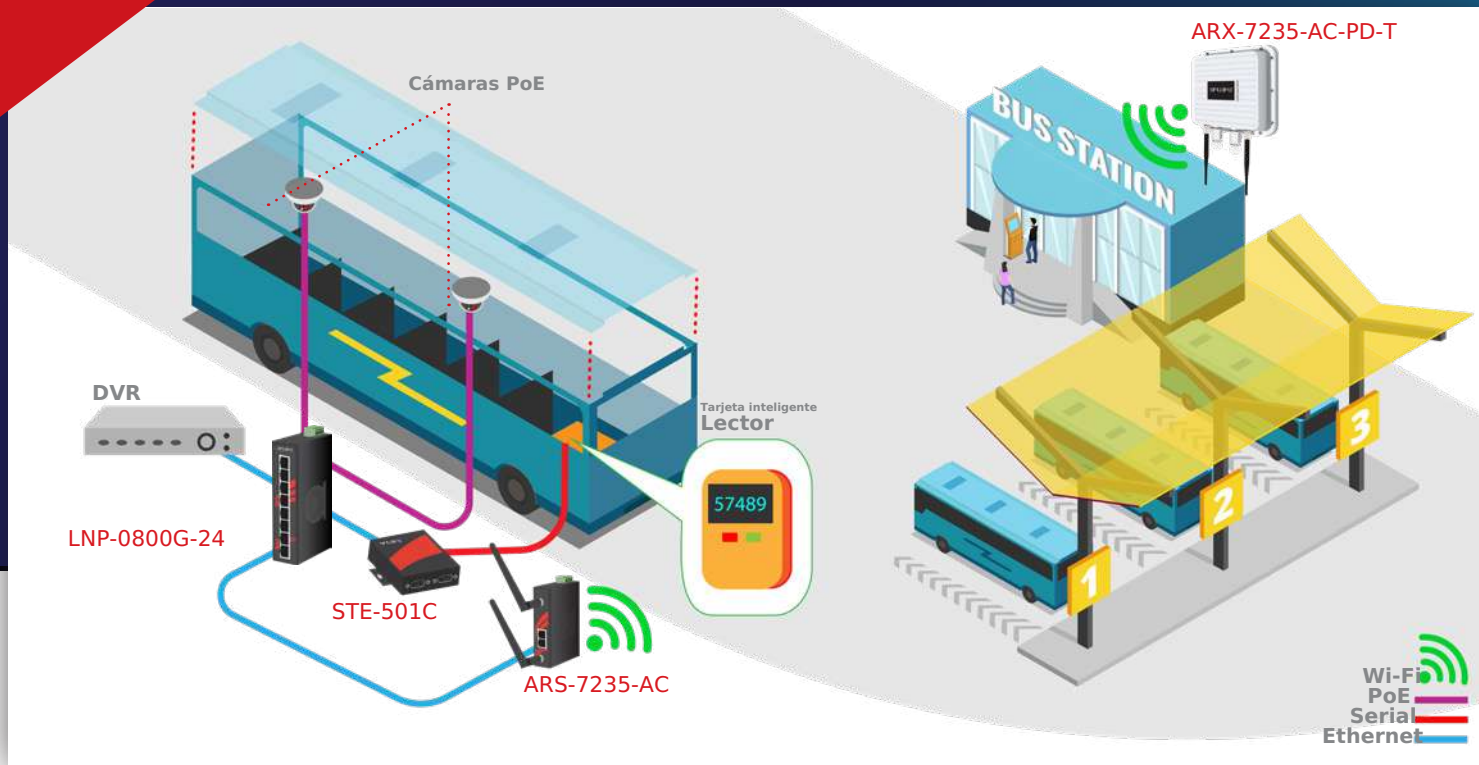 ARX-7235-AC-PD-T
Cámaras PoE
BUS STATION
DVR
Tarjeta inteligente
Lector
57489
LNP-0800G-24
STE-501C
ARS-7235-AC
1
2
3
Wi-Fi
PoE
Serial
Ethernet